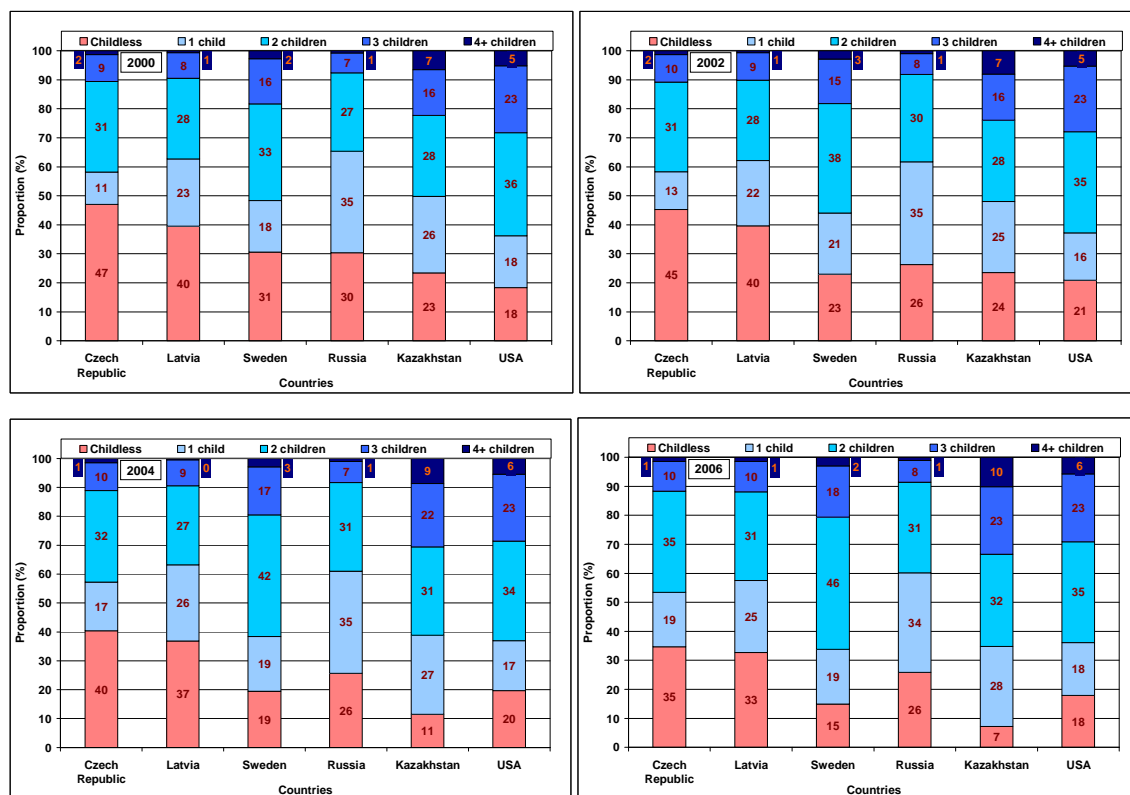 Childless 1 child 2 children 3 children 4+ children
2000
Proportion (%)
100
90
80
70
60
50
40
30
20
10
0
2 1 2 1 7 5
9 8 16 7 16 23
31 28 33 27 28 36
11 23 18 35 26 18
47 40 31 30 23 18
Czech Republic Latvia Sweden Russia Kazakhstan USA
Countries
Childless 1 child 2 children 3 children 4+ children
2002
Proportion (%)
100
90
80
70
60
50
40
30
20
10
0
2 1 3 1 7 5
10 9 15 8 16 23
31 28 38 30 28 35
13 22 21 35 25 16
45 40 23 26 24 21
Czech Republic Latvia Sweden Russia Kazakhstan USA
Countries
Childless 1 child 2 children 3 children 4+ children
2004
Proportion (%)
100
90
80
70
60
50
40
30
20
10
0
1 0 3 1 9 6
10 9 17 7 22 23
32 27 42 31 31 34
17 26 19 35 27 17
40 37 19 26 11 20
Czech Republic Latvia Sweden Russia Kazakhstan USA
Countries
Childless 1 child 2 children 3 children 4+ children
2006
Proportion (%)
100
90
80
70
60
50
40
30
20
10
0
1 1 2 1 10 6
10 10 18 8 23 23
35 31 46 31 32 35
19 25 19 34 28 18
35 33 15 26 7 18
Czech Republic Latvia Sweden Russia Kazakhstan USA
Countries